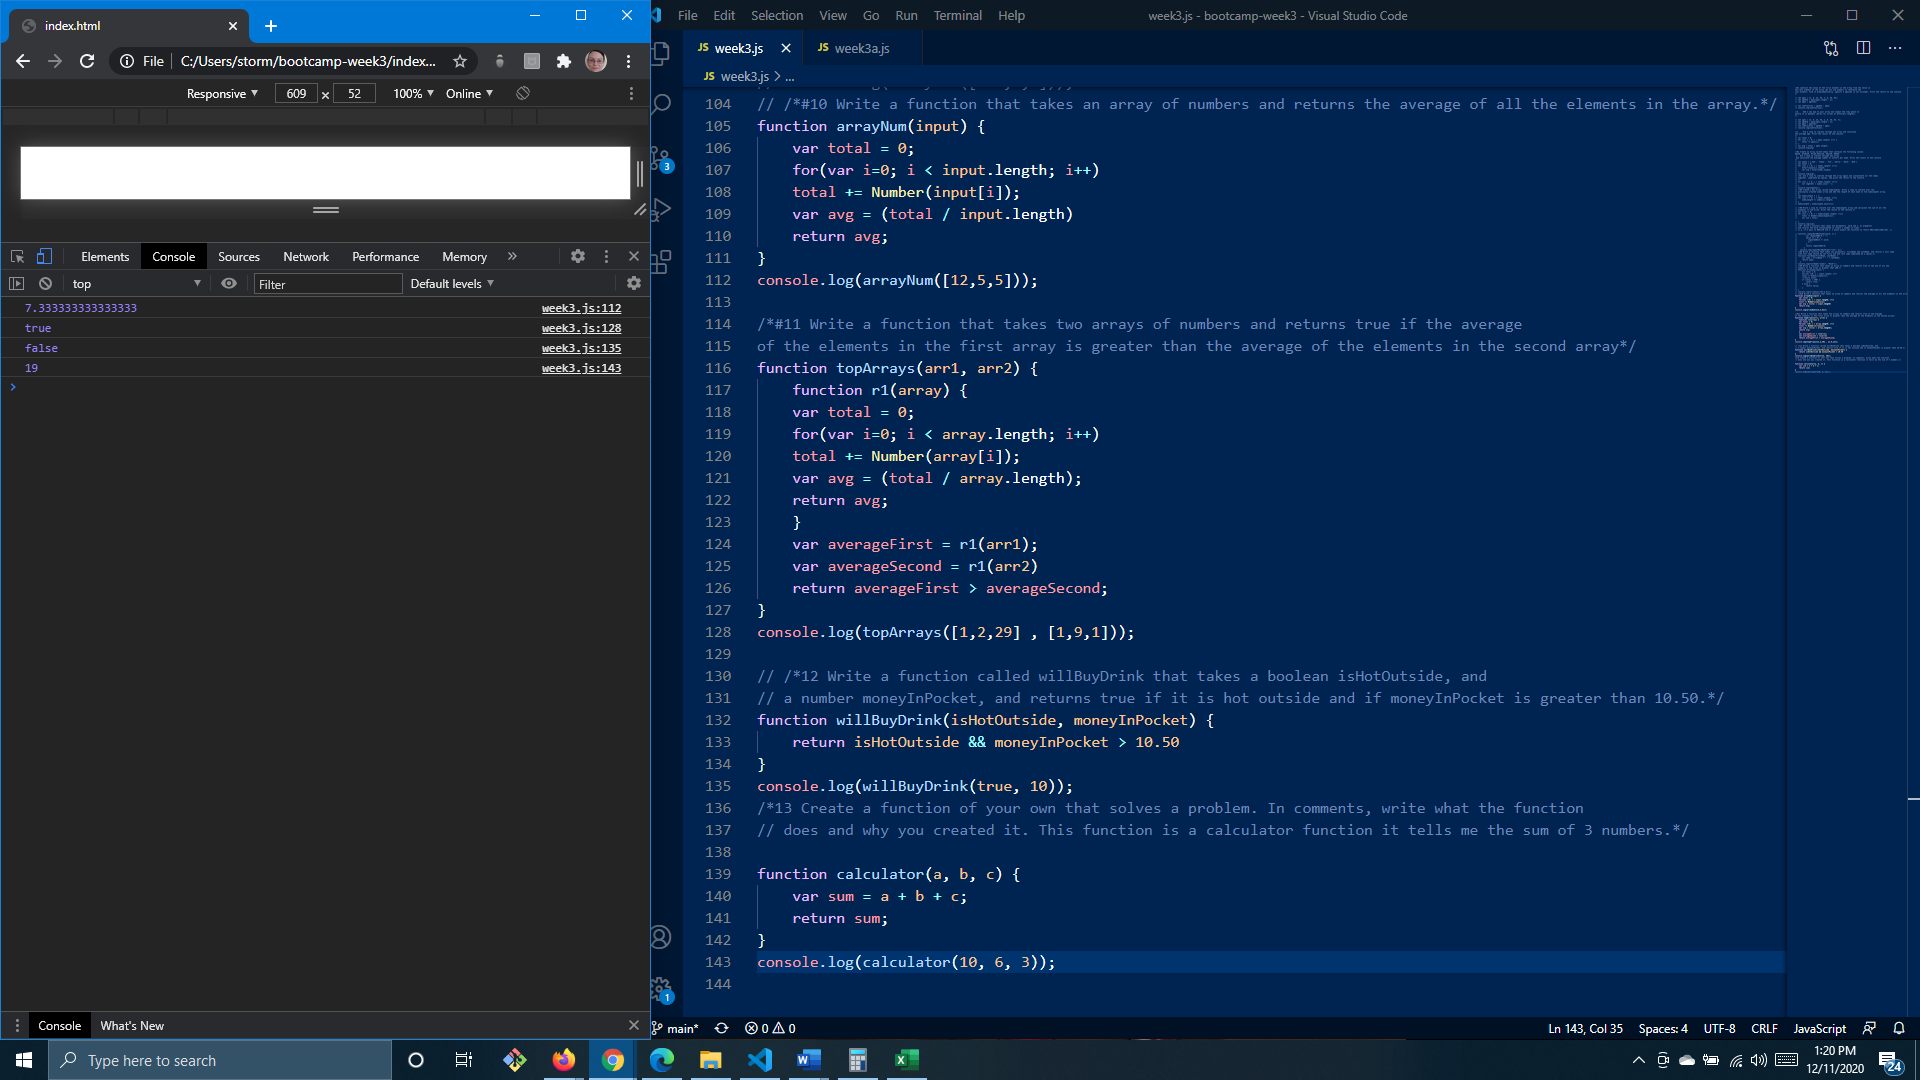 index.html
File
C:/Users/storm/bootcamp-week3/index...
Responsive
609 x 52
100%
Online
Elements
Console
Sources
Network
Performance
Memory
top
Filter
Default levels
7.333333333333333 week3.js:112
true week3.js:128
false week3.js:135
19 week3.js:143
Console
What's New
File Edit Selection View Go Run Terminal Help
week3.js - bootcamp-week3 - Visual Studio Code
JS week3.js
JS week3a.js
JS week3.js > ...
3
1
104 // /*#10 Write a function that takes an array of numbers and returns the average of all the elements in the array.*/
105 function arrayNum(input) {
106 var total = 0;
107 for(var i=0; i < input.length; i++)
108 total += Number(input[i]);
109 var avg = (total / input.length)
110 return avg;
111 }
112 console.log(arrayNum([12,5,5]));
113
114 /*#11 Write a function that takes two arrays of numbers and returns true if the average
115 of the elements in the first array is greater than the average of the elements in the second array*/
116 function topArrays(arr1, arr2) {
117 function r1(array) {
118 var total = 0;
119 for(var i=0; i < array.length; i++)
120 total += Number(array[i]);
121 var avg = (total / array.length);
122 return avg;
123 }
124 var averageFirst = r1(arr1);
125 var averageSecond = r1(arr2)
126 return averageFirst > averageSecond;
127 }
128 console.log(topArrays([1,2,29] , [1,9,1]));
129
130 // /*12 Write a function called willBuyDrink that takes a boolean isHotOutside, and
131 // a number moneyInPocket, and returns true if it is hot outside and if moneyInPocket is greater than 10.50.*/
132 function willBuyDrink(isHotOutside, moneyInPocket) {
133 return isHotOutside && moneyInPocket > 10.50
134 }
135 console.log(willBuyDrink(true, 10));
136 /*13 Create a function of your own that solves a problem. In comments, write what the function
137 // does and why you created it. This function is a calculator function it tells me the sum of 3 numbers.*/
138
139 function calculator(a, b, c) {
140 var sum = a + b + c;
141 return sum;
142 }
143 console.log(calculator(10, 6, 3));
144
main* 0 0
Ln 143, Col 35 Spaces: 4 UTF-8 CRLF JavaScript
Type here to search
1:20 PM
12/11/2020
24